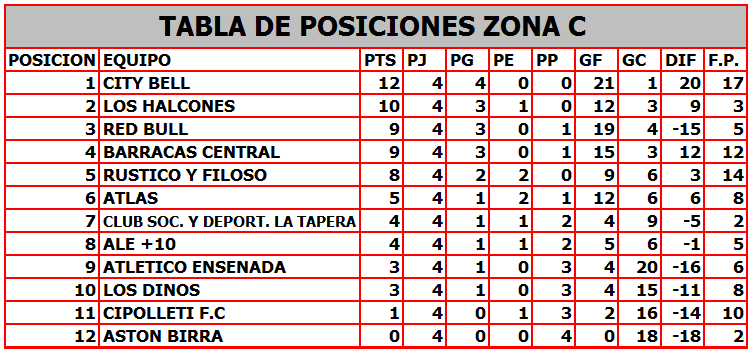 TABLA DE POSICIONES ZONA C
POSICION EQUIPO PTS PJ PG PE PP GF GC DIF F.P.
1 CITY BELL 12 4 4 0 0 21 1 20 17
2 LOS HALCONES 10 4 3 1 0 12 3 9 3
3 RED BULL 9 4 3 0 1 19 4 -15 5
4 BARRACAS CENTRAL 9 4 3 0 1 15 3 12 12
5 RUSTICO Y FILOSO 8 4 2 2 0 9 6 3 14
6 ATLAS 5 4 1 2 1 12 6 6 8
7 CLUB SOC. Y DEPORT. LA TAPERA 4 4 1 1 2 4 9 -5 2
8 ALE +10 4 4 1 1 2 5 6 -1 5
9 ATLETICO ENSENADA 3 4 1 0 3 4 20 -16 6
10 LOS DINOS 3 4 1 0 3 4 15 -11 8
11 CIPOLLETI F.C 1 4 0 1 3 2 16 -14 10
12 ASTON BIRRA 0 4 0 0 4 0 18 -18 2